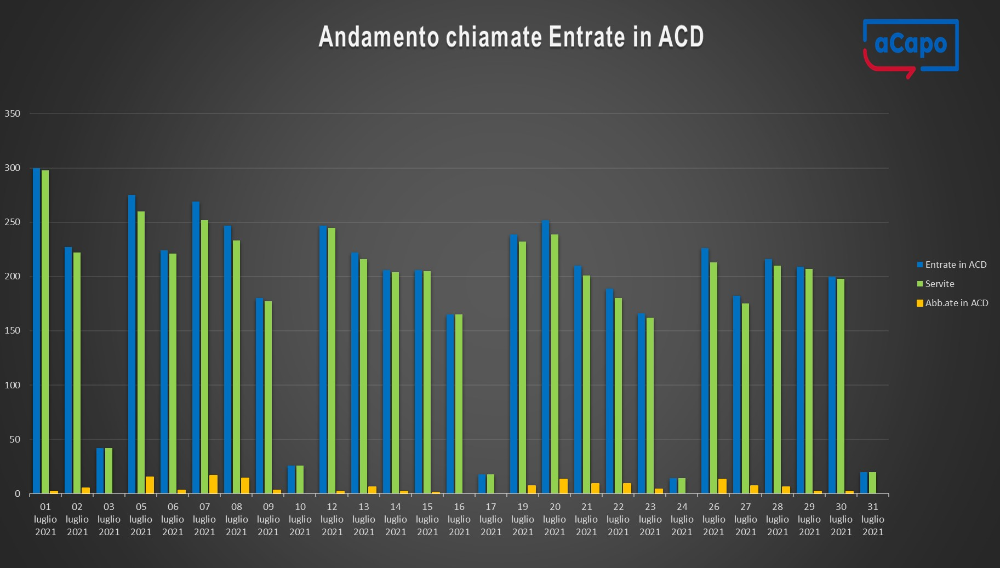 Andamento chiamate Entrate in ACD
aCapo
350
300
250
200
150
100
50
0
Entrate in ACD
Servite
Abb.ate in ACD
01 luglio 2021
02 luglio 2021
03 luglio 2021
05 luglio 2021
06 luglio 2021
07 luglio 2021
08 luglio 2021
09 luglio 2021
10 luglio 2021
12 luglio 2021
13 luglio 2021
14 luglio 2021
15 luglio 2021
16 luglio 2021
17 luglio 2021
19 luglio 2021
20 luglio 2021
21 luglio 2021
22 luglio 2021
23 luglio 2021
24 luglio 2021
26 luglio 2021
27 luglio 2021
28 luglio 2021
29 luglio 2021
30 luglio 2021
31 luglio 2021